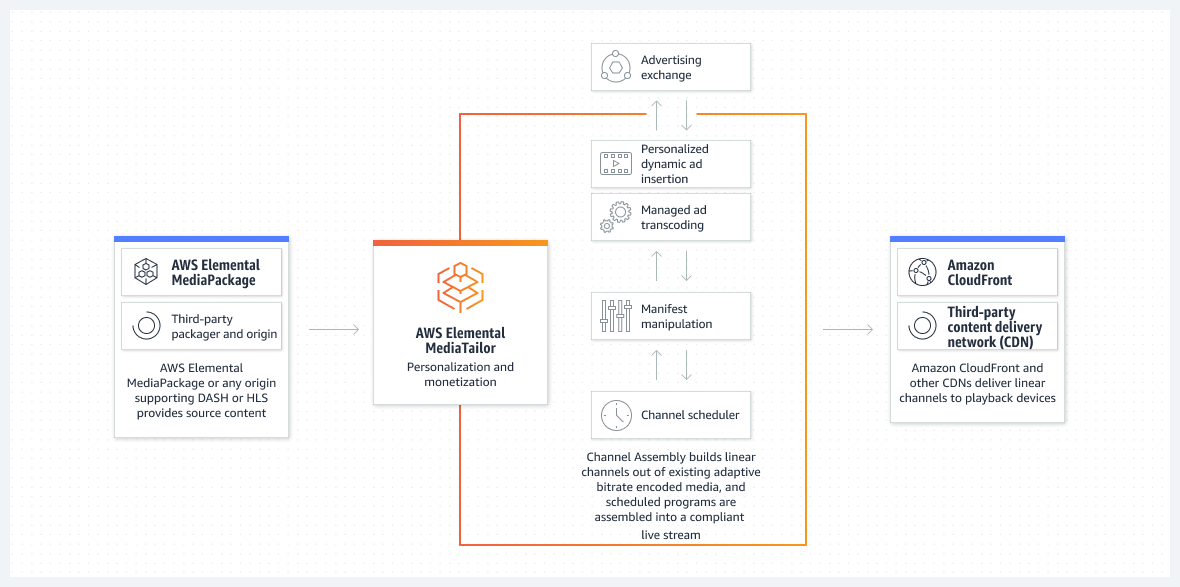 Advertising
exchange
Personalized
dynamic ad
insertion
Managed ad
transcoding
AWS Elemental
MediaPackage
Third-party
packager and origin
AWS Elemental
MediaPackage or any origin
supporting DASH or HLS
provides source content
AWS Elemental
MediaTailor
Personalization and
monetization
Manifest
manipulation
Channel scheduler
Channel Assembly builds linear
channels out of existing adaptive
bitrate encoded media, and
scheduled programs are
assembled into a compliant
live stream
Amazon
CloudFront
Third-party
content delivery
network (CDN)
Amazon CloudFront and
other CDNs deliver linear
channels to playback devices